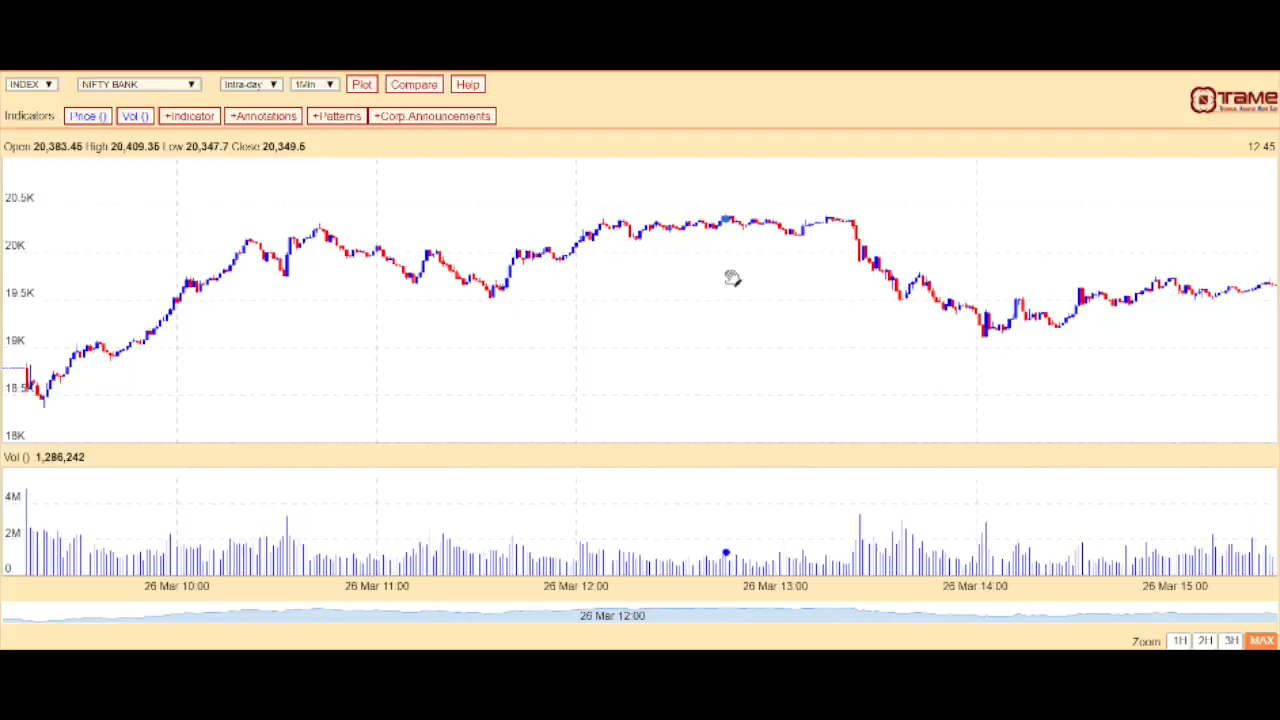 INDEX ▼ NIFTY BANK ▼ Intra-day ▼ 1Min ▼ Plot Compare Help
TAME
Indicators Price () Vol () +Indicator +Annotations +Patterns +Corp.Announcements
Open 20,383.45 High 20,409.35 Low 20,347.7 Close 20,349.5 12:45
20.5K
20K
19.5K
19K
18.5K
18K
Vol () 1,286,242
4M
2M
0
26 Mar 10:00 26 Mar 11:00 26 Mar 12:00 26 Mar 13:00 26 Mar 14:00 26 Mar 15:00
26 Mar 12:00
Zoom: 1H 2H 3H MAX